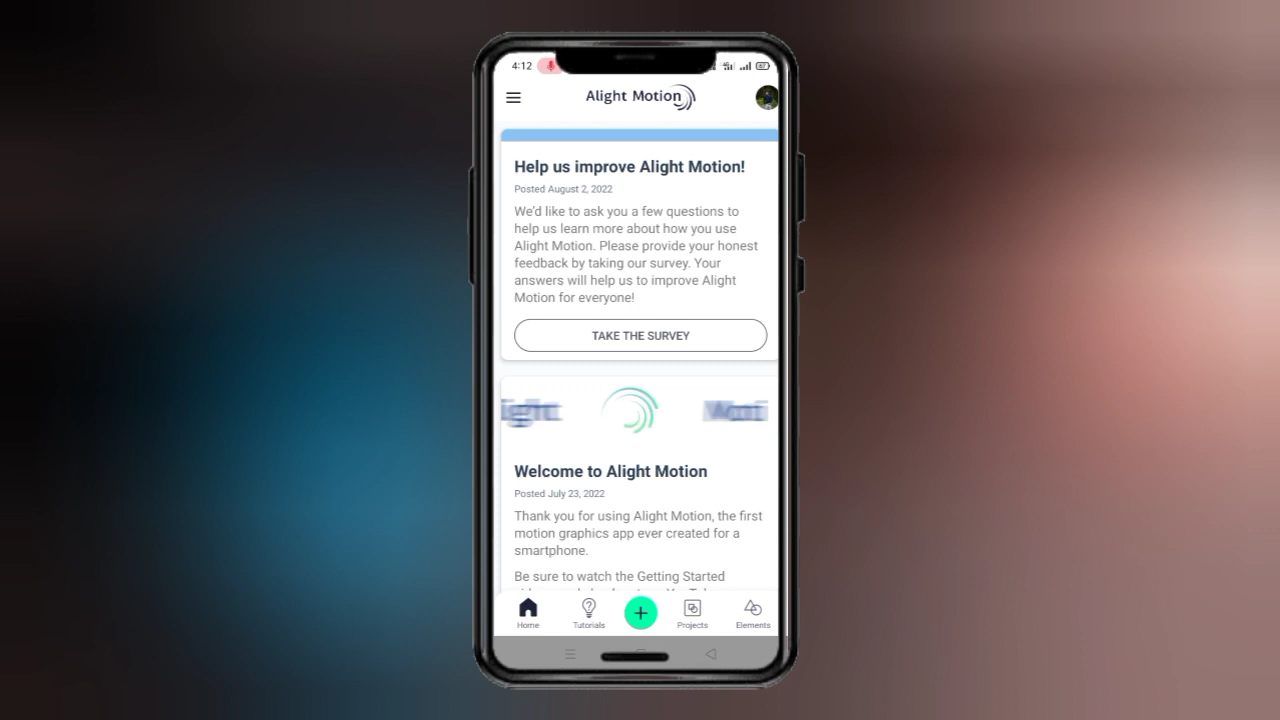 4:12
Alight Motion
Help us improve Alight Motion!
Posted August 2, 2022
We'd like to ask you a few questions to
help us learn more about how you use
Alight Motion. Please provide your honest
feedback by taking our survey. Your
answers will help us to improve Alight
Motion for everyone!
TAKE THE SURVEY
ight Moti
Welcome to Alight Motion
Posted July 23, 2022
Thank you for using Alight Motion, the first
motion graphics app ever created for a
smartphone.
Be sure to watch the Getting Started
Home Tutorials Projects Elements